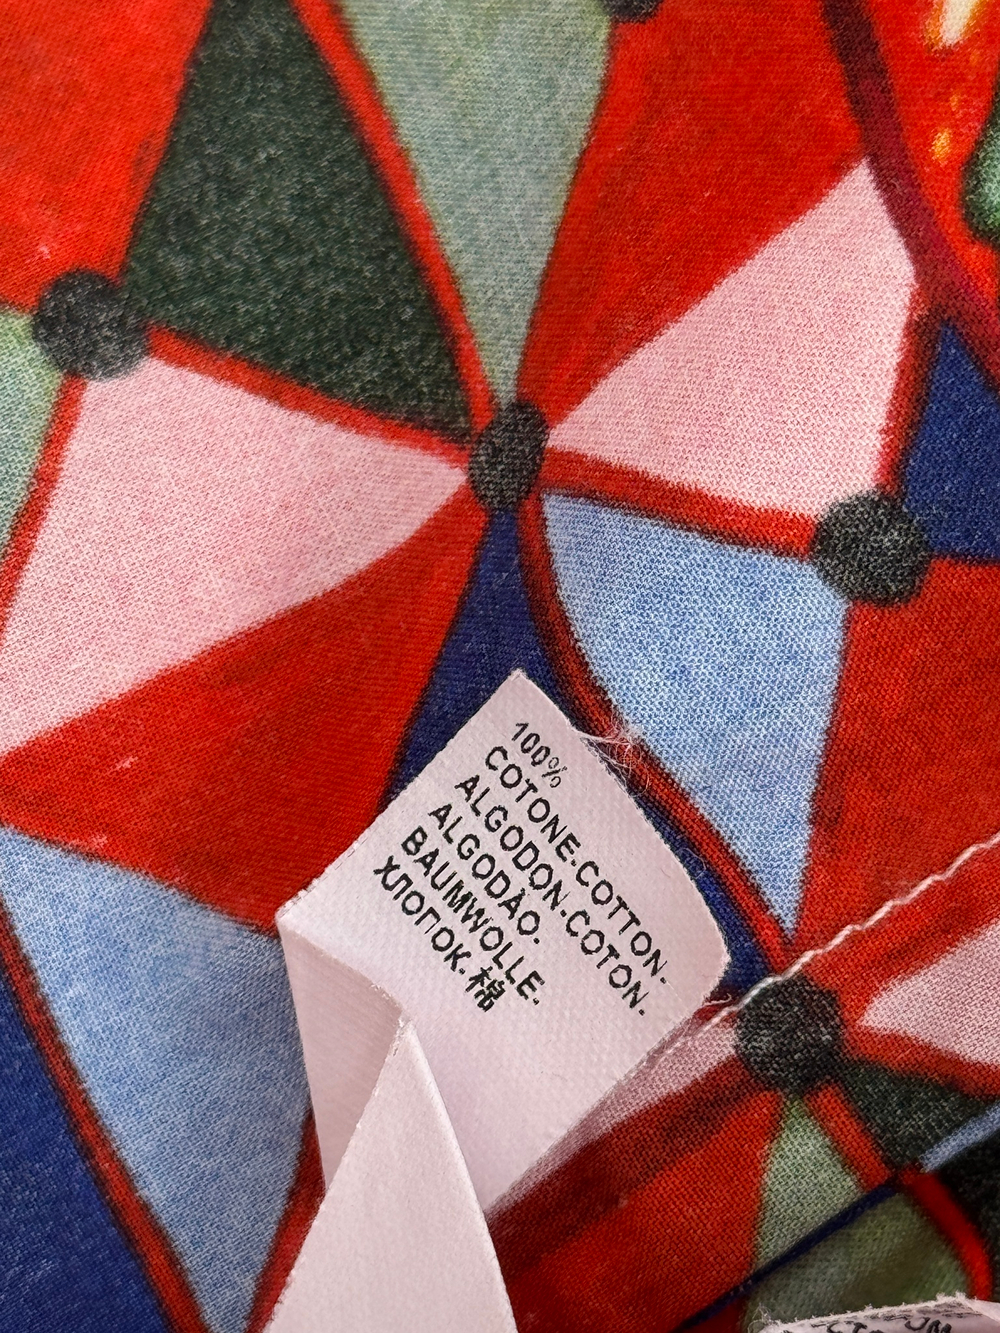 100%
COTONE-COTTON-
ALGODON-COTON-
ALGODÃO.
BAUMWOLLE-
ХЛОПОК.棉